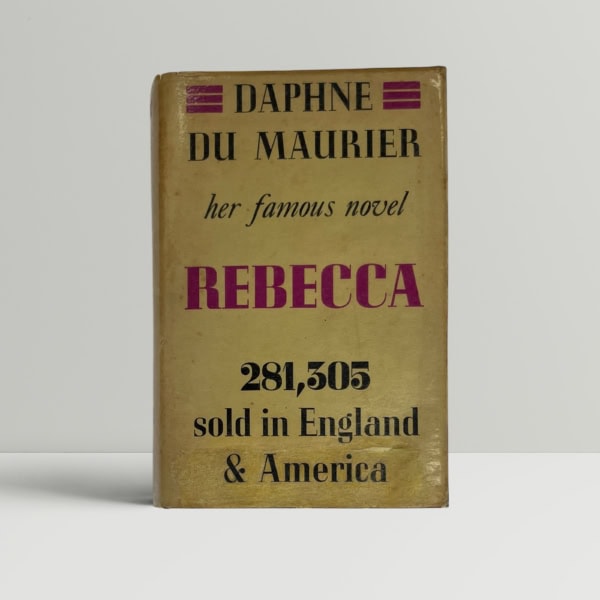 DAPHNE
DU MAURIER
her famous novel
REBECCA
281,305
sold in England
& America